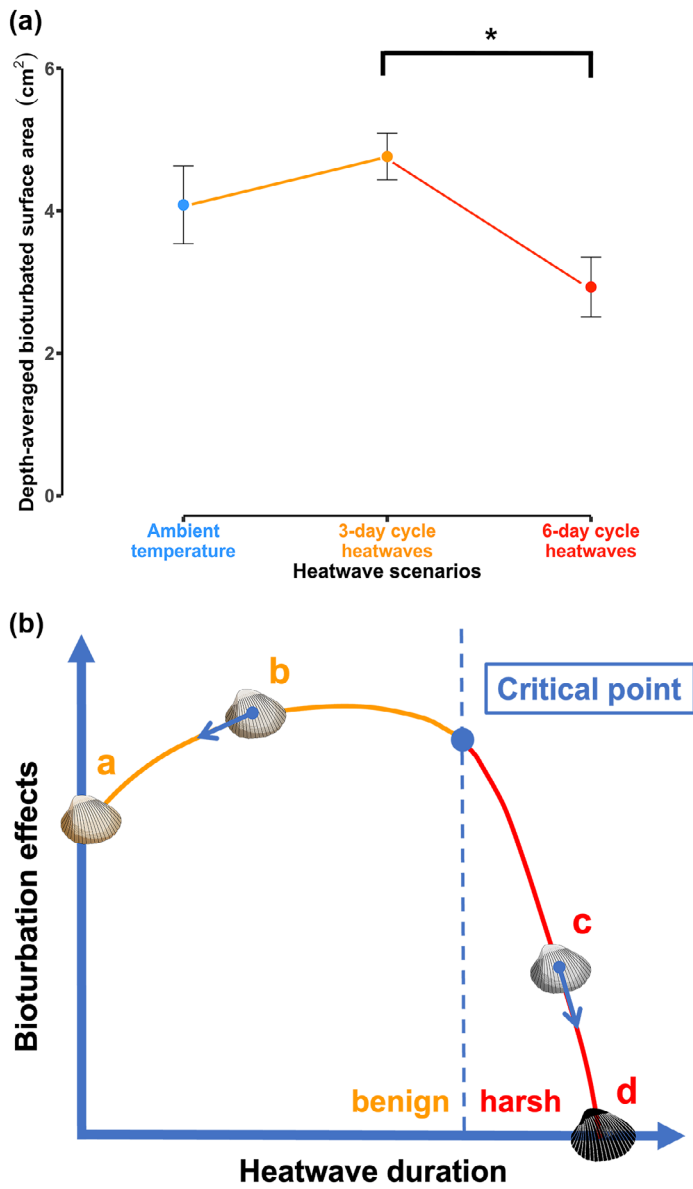 (a)
*
Depth-averaged bioturbated surface area (cm²)
6
4
2
0
Ambient
temperature
3-day cycle
heatwaves
6-day cycle
heatwaves
Heatwave scenarios
(b)
Critical point
b
a
c
d
benign
harsh
Bioturbation effects
Heatwave duration